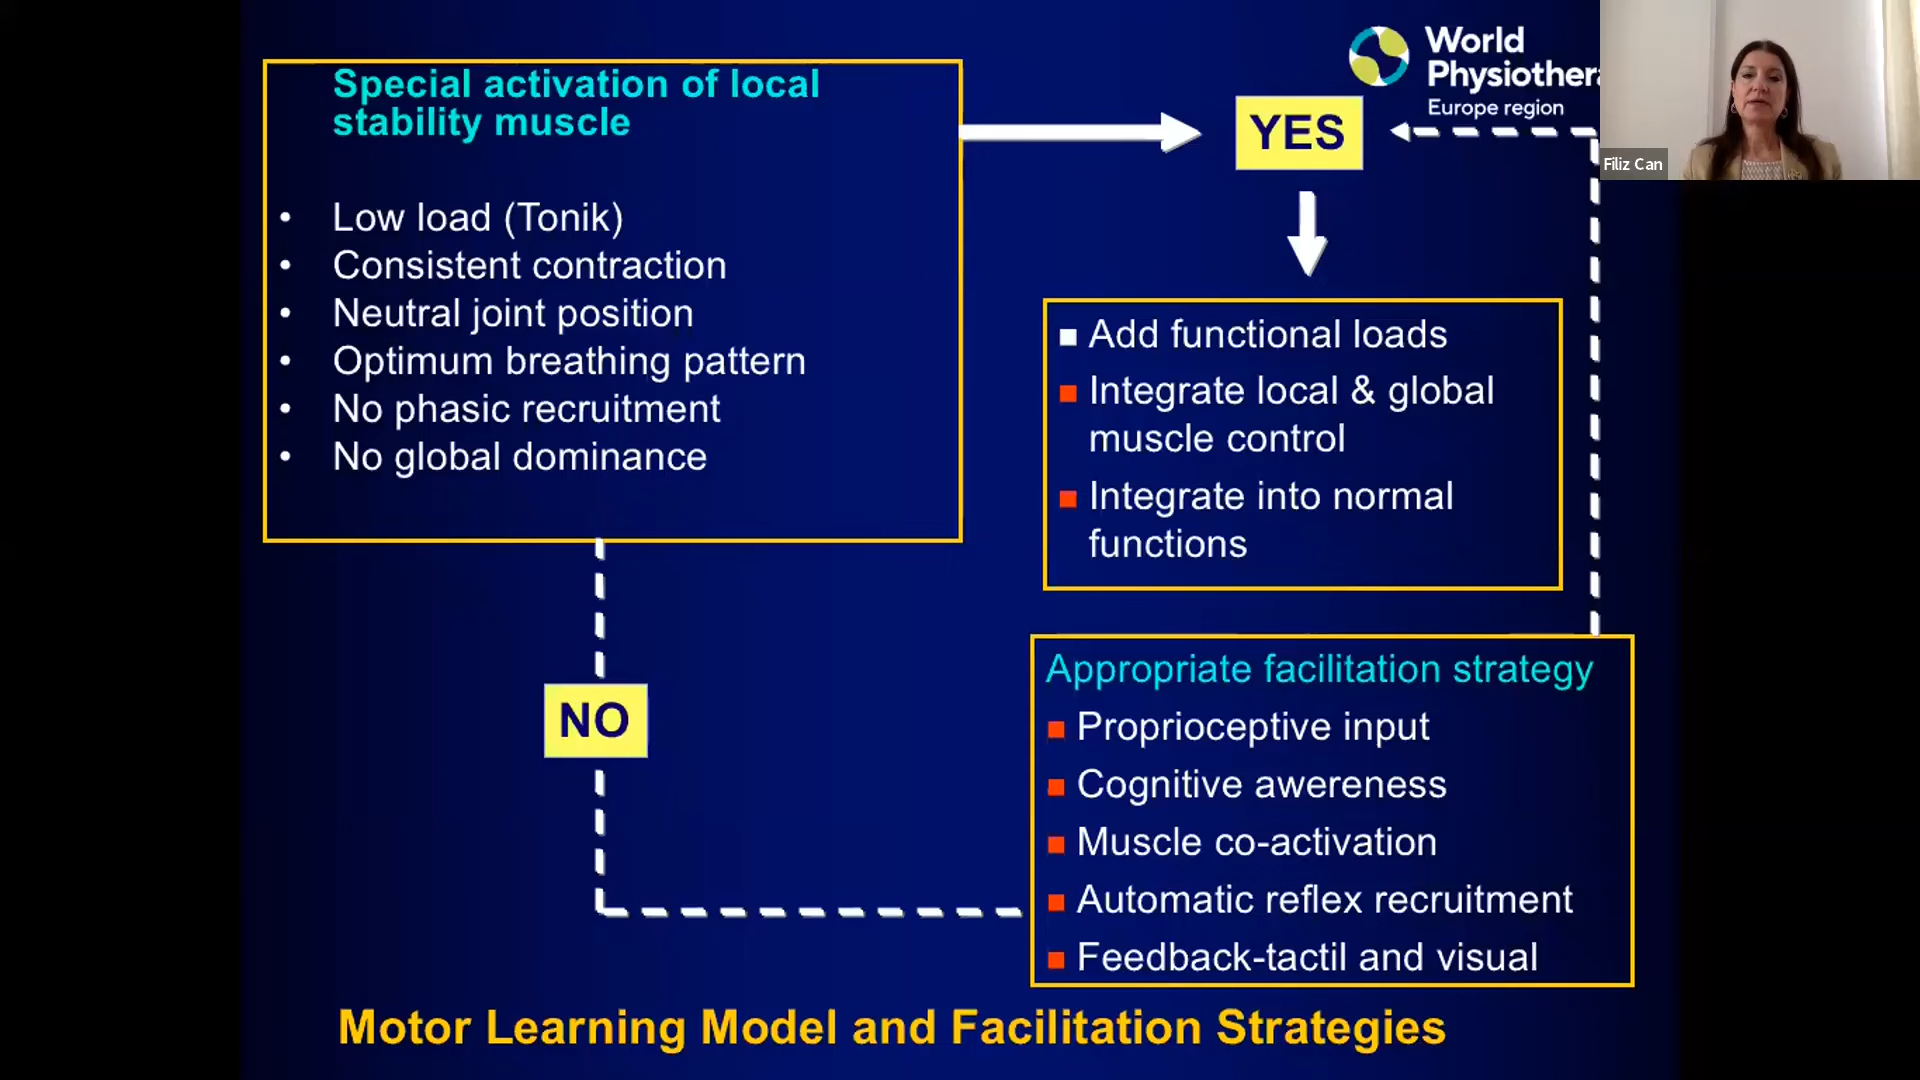 Special activation of local
stability muscle
• Low load (Tonik)
• Consistent contraction
• Neutral joint position
• Optimum breathing pattern
• No phasic recruitment
• No global dominance
YES
World
Physiothera
Europe region
Filiz Can
Add functional loads
Integrate local & global
muscle control
Integrate into normal
functions
NO
Appropriate facilitation strategy
Proprioceptive input
Cognitive awereness
Muscle co-activation
Automatic reflex recruitment
Feedback-tactil and visual
Motor Learning Model and Facilitation Strategies